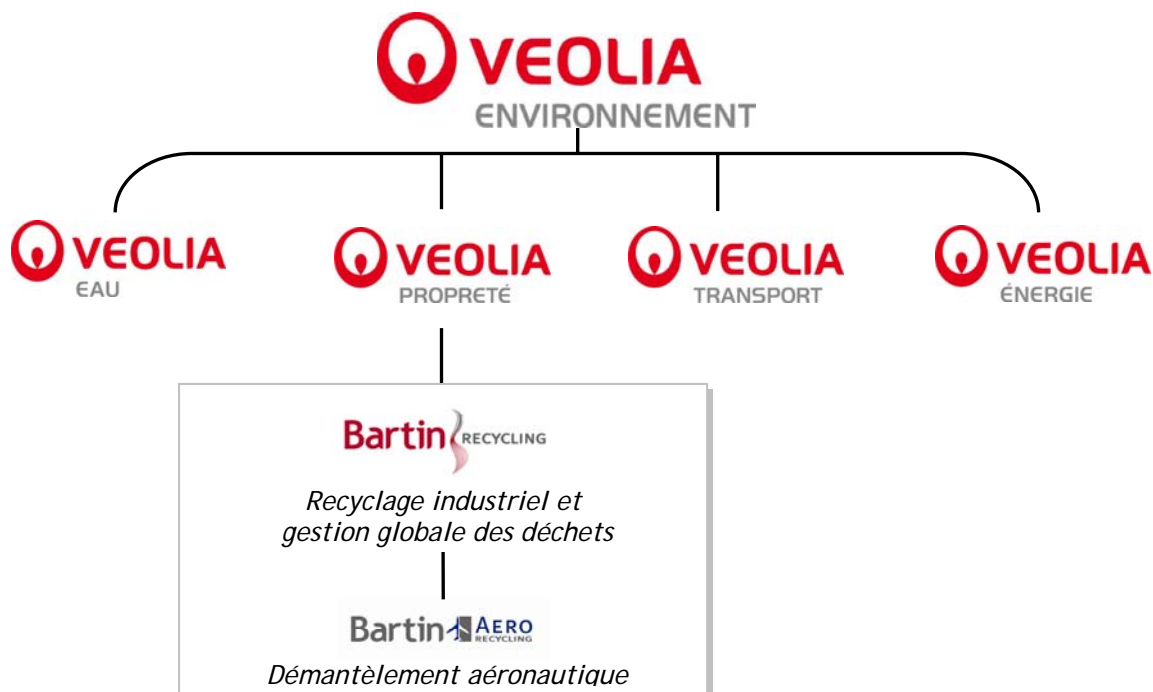 VEOLIA
ENVIRONNEMENT
VEOLIA
EAU
VEOLIA
PROPRETÉ
VEOLIA
TRANSPORT
VEOLIA
ÉNERGIE
Bartin RECYCLING
Recyclage industriel et
gestion globale des déchets
Bartin AERO
RECYCLING
Démantèlement aéronautique